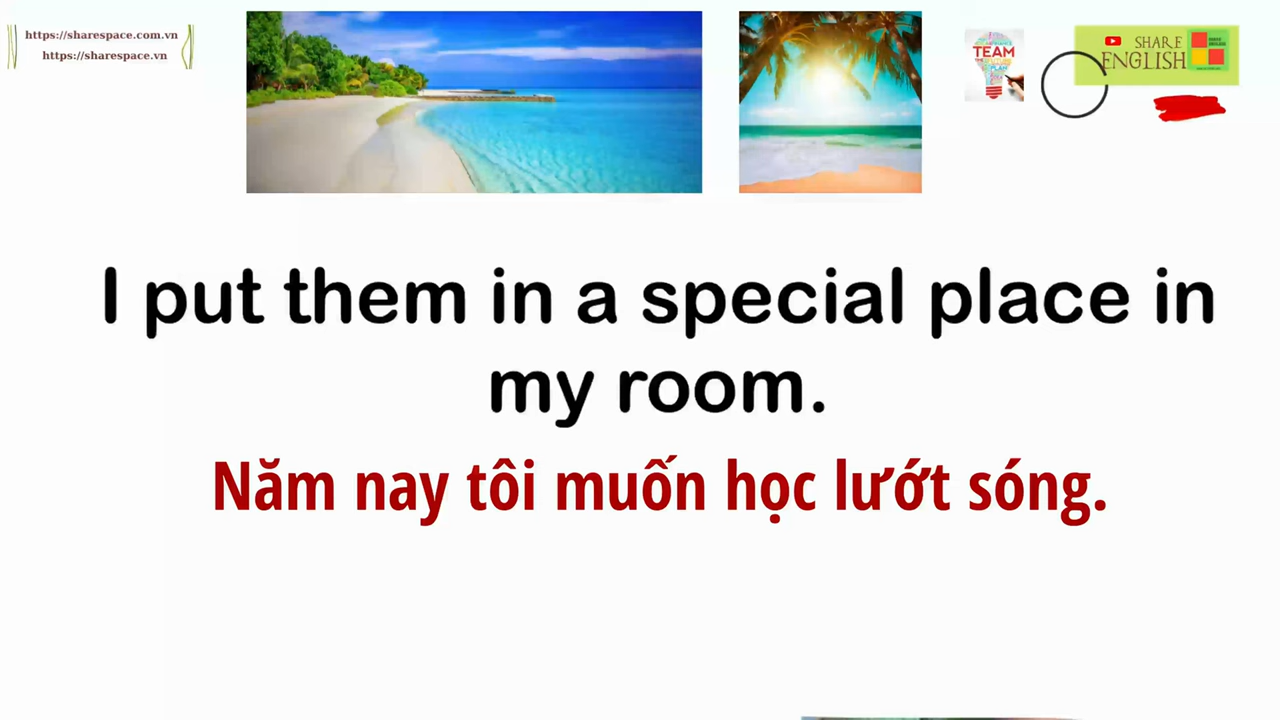 https://sharespace.com.vn
https://sharespace.vn
TEAM
SHARE
ENGLISH
I put them in a special place in
my room.
Năm nay tôi muốn học lướt sóng.